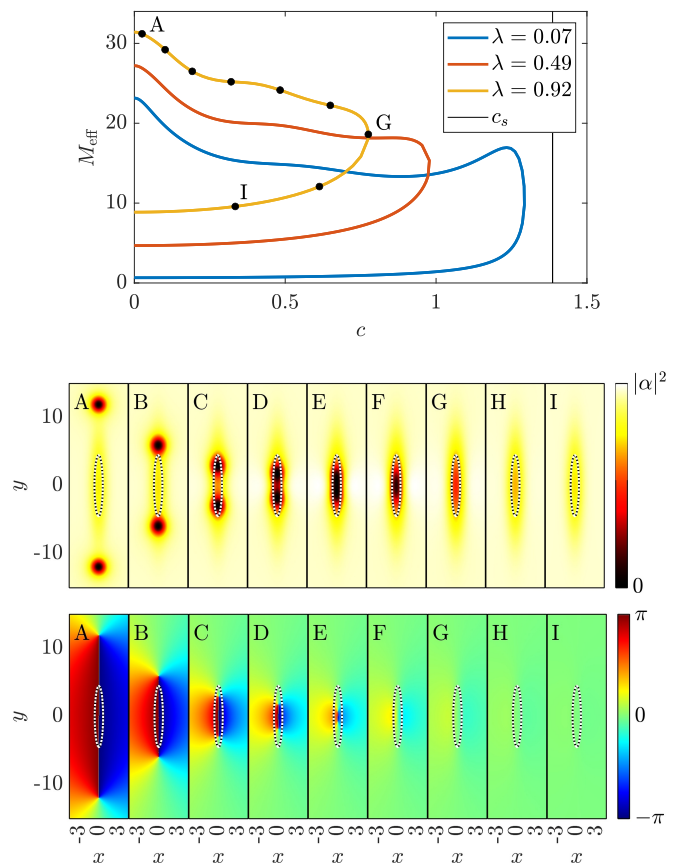 30
20
10
0
M_eff
A
G
I
λ = 0.07
λ = 0.49
λ = 0.92
c_s
0 0.5 1 1.5
c
A B C D E F G H I
10
0
-10
y
|α|²
0
A B C D E F G H I
10
0
-10
y
π
0
−π
-3 0 3 -3 0 3 -3 0 3 -3 0 3 -3 0 3 -3 0 3 -3 0 3 -3 0 3 -3 0 3
x x x x x x x x x